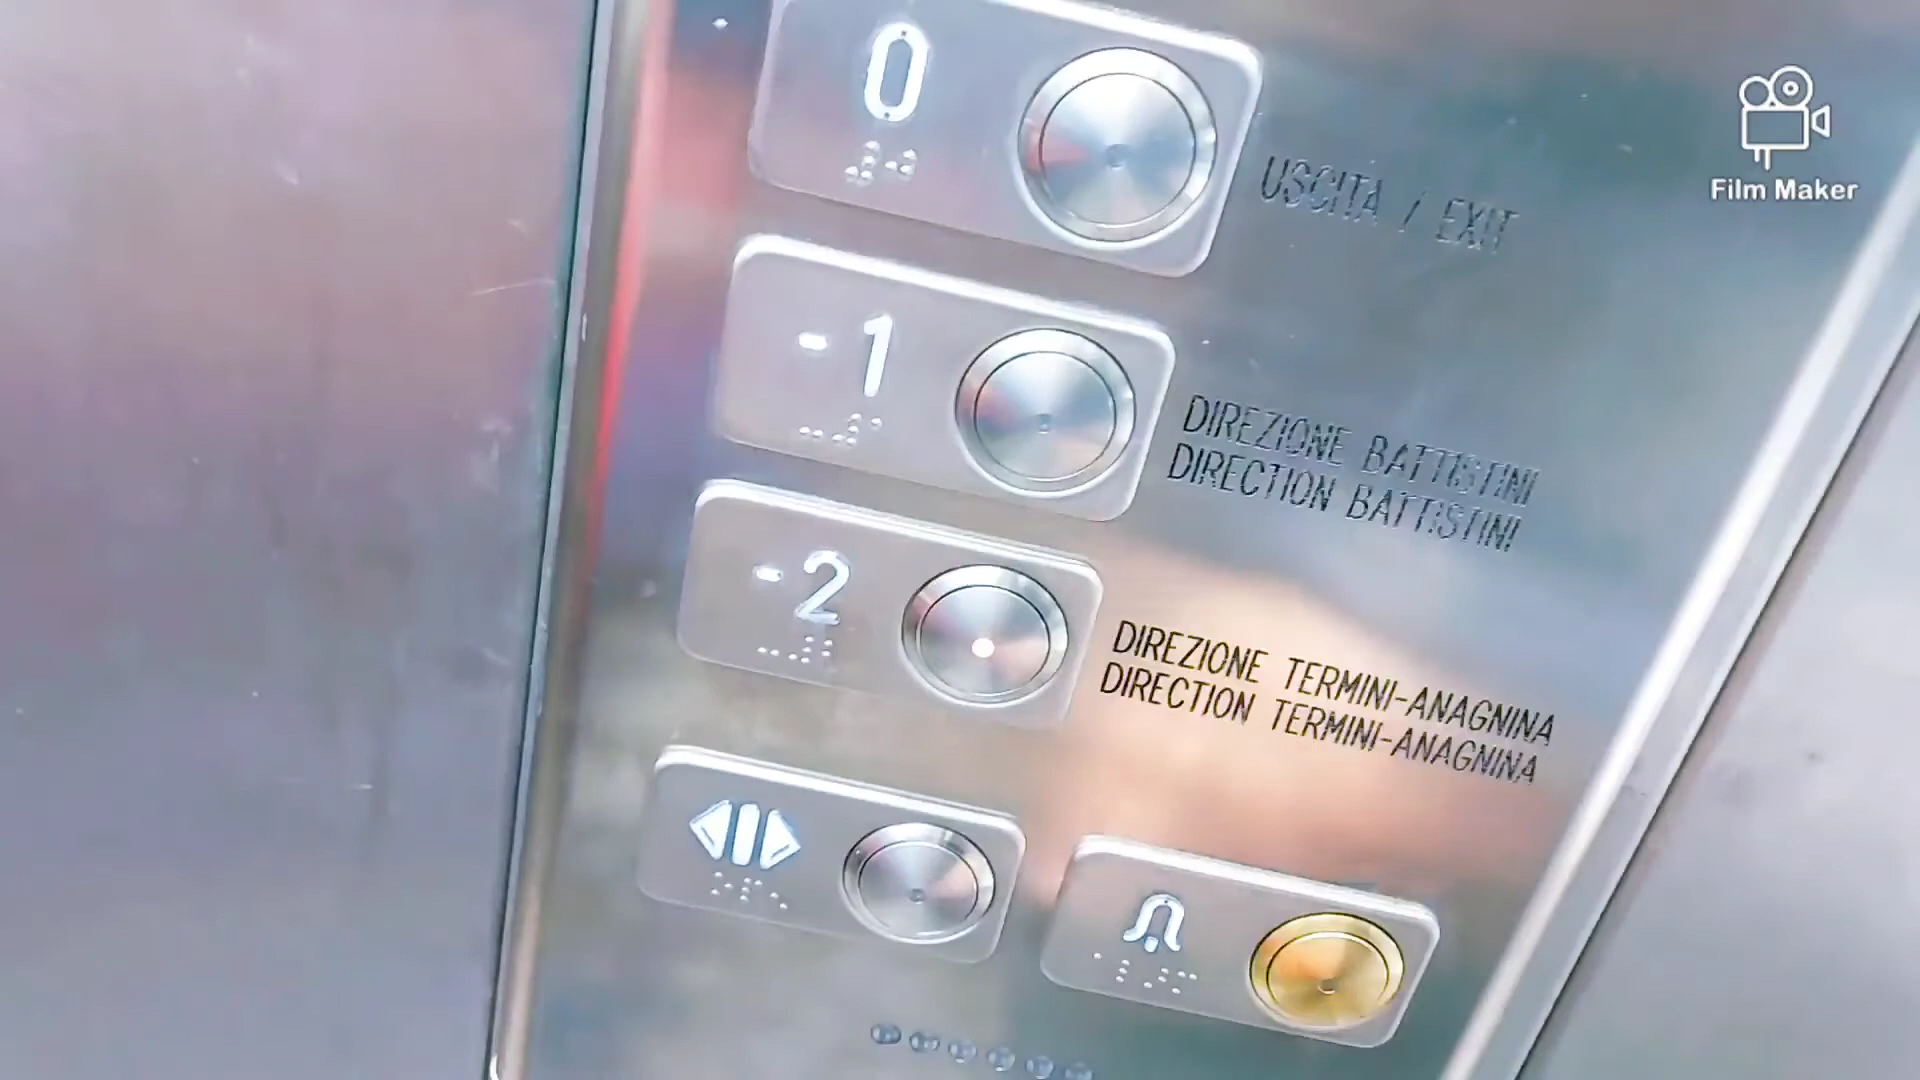 0
USCITA / EXIT
-1
DIREZIONE BATTISTINI
DIRECTION BATTISTINI
-2
DIREZIONE TERMINI-ANAGNINA
DIRECTION TERMINI-ANAGNINA
Film Maker